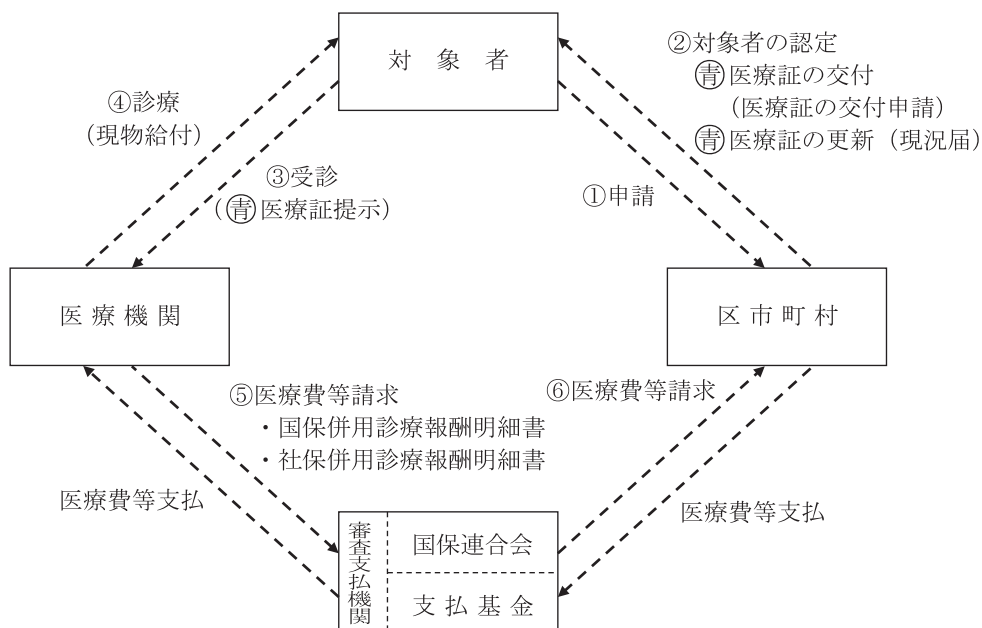 対象者
②対象者の認定
青医療証の交付
(医療証の交付申請)
青医療証の更新(現況届)
④診療
(現物給付)
③受診
(青医療証提示)
①申請
医療機関
区市町村
⑤医療費等請求
・国保併用診療報酬明細書
・社保併用診療報酬明細書
⑥医療費等請求
医療費等支払
医療費等支払
審査支払機関
国保連合会
支払基金